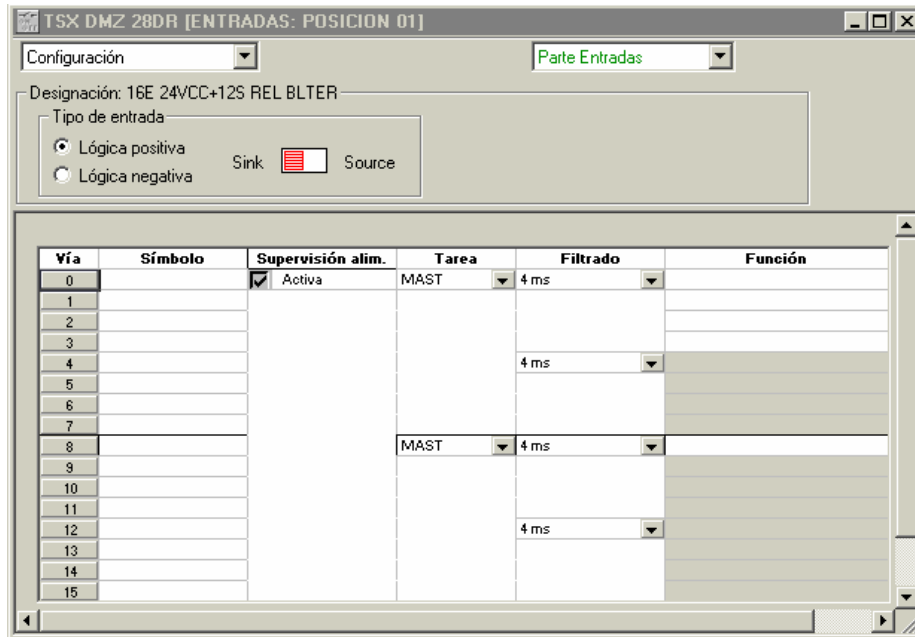 TSX DMZ 28DR [ENTRADAS: POSICION 01]
Configuración Parte Entradas
Designación: 16E 24VCC+12S REL BLTER
Tipo de entrada
Lógica positiva
Sink Source
Lógica negativa
Vía Símbolo Supervisión alim. Tarea Filtrado Función
0 Activa MAST 4 ms
1
2
3
4 4 ms
5
6
7
8 MAST 4 ms
9
10
11
12 4 ms
13
14
15